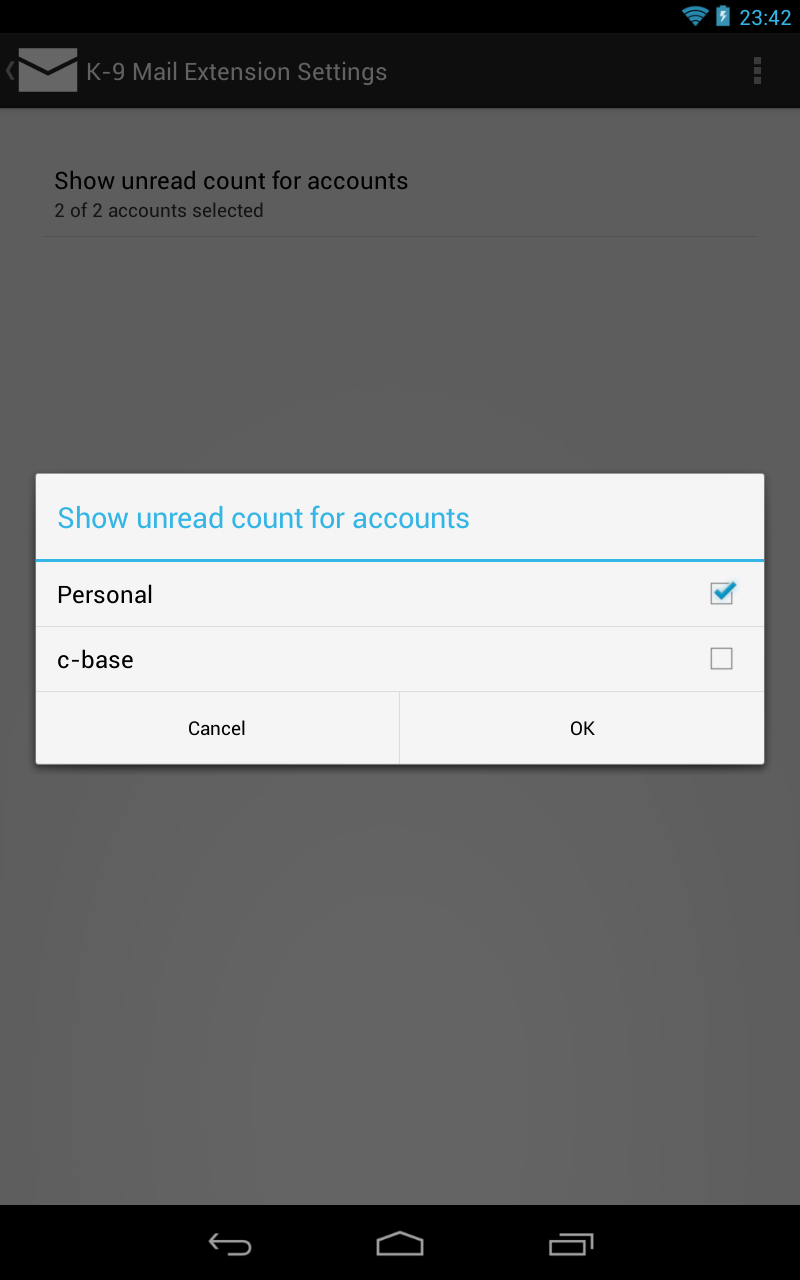 23:42
K-9 Mail Extension Settings
Show unread count for accounts
2 of 2 accounts selected
Show unread count for accounts
Personal
c-base
Cancel
OK